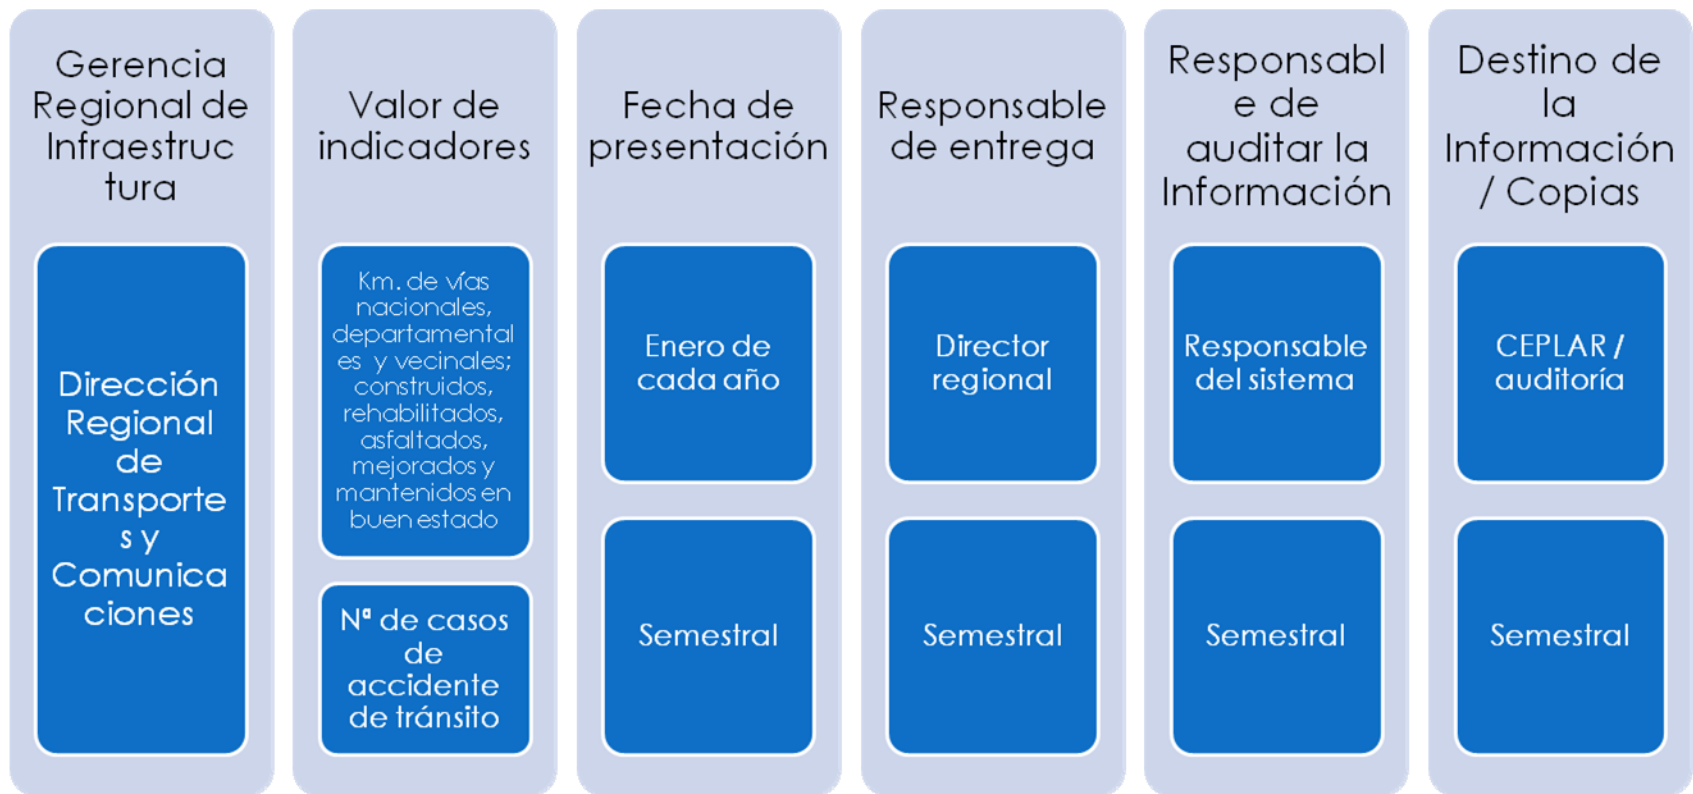 Gerencia
Regional de
Infraestruc
tura
Dirección
Regional
de
Transporte
s y
Comunica
ciones
Valor de
indicadores
Km. de vías
nacionales,
departamental
es y vecinales;
construidos,
rehabilitados,
asfaltados,
mejorados y
mantenidos en
buen estado
Nª de casos
de
accidente
de tránsito
Fecha de
presentación
Enero de
cada año
Semestral
Responsable
de entrega
Director
regional
Semestral
Responsabl
e de
auditar la
Información
Responsable
del sistema
Semestral
Destino de
la
Información
/ Copias
CEPLAR /
auditoría
Semestral